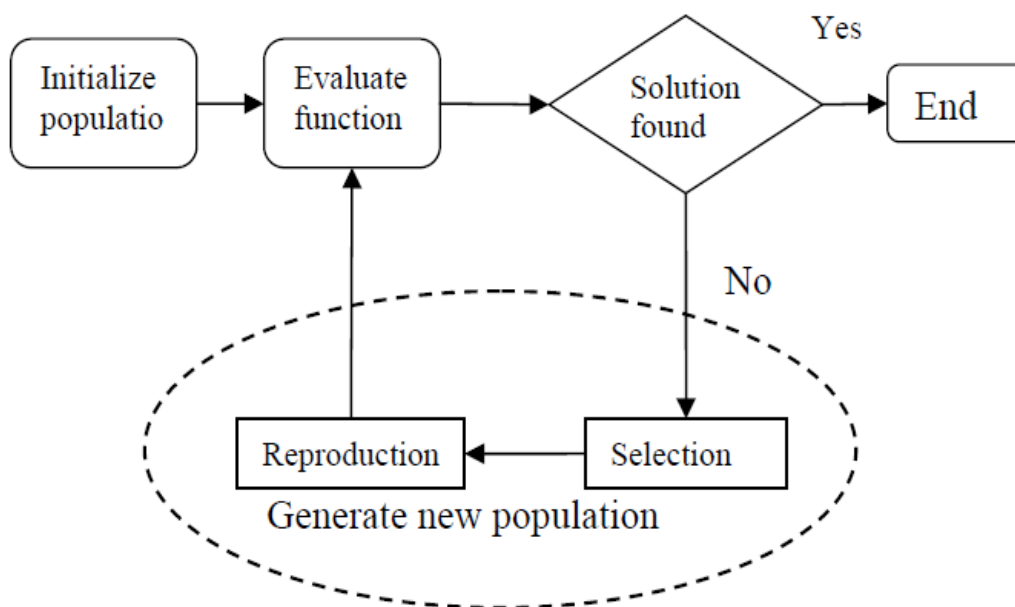 Initialize
populatio
Evaluate
function
Solution
found
Yes
End
No
Reproduction
Selection
Generate new population